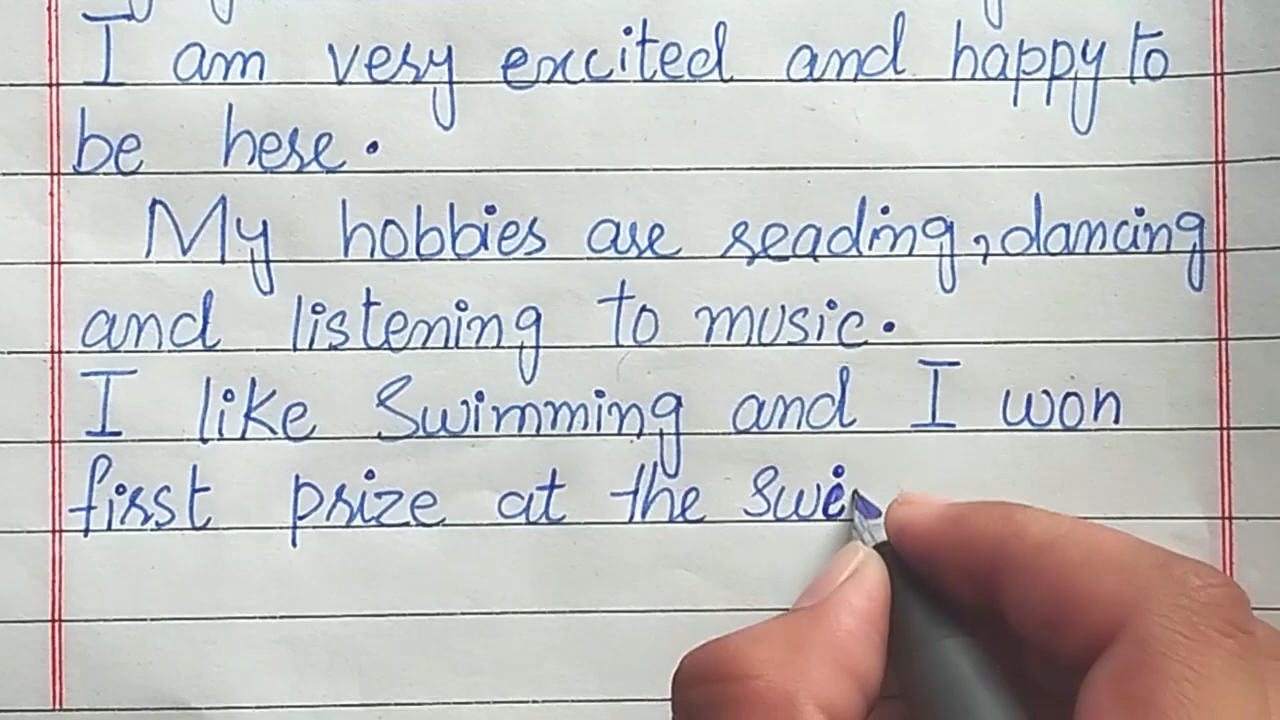 I am very excited and happy to
be here.
My hobbies are reading, dancing
and listening to music.
I like Swimming and I won
first prize at the swi